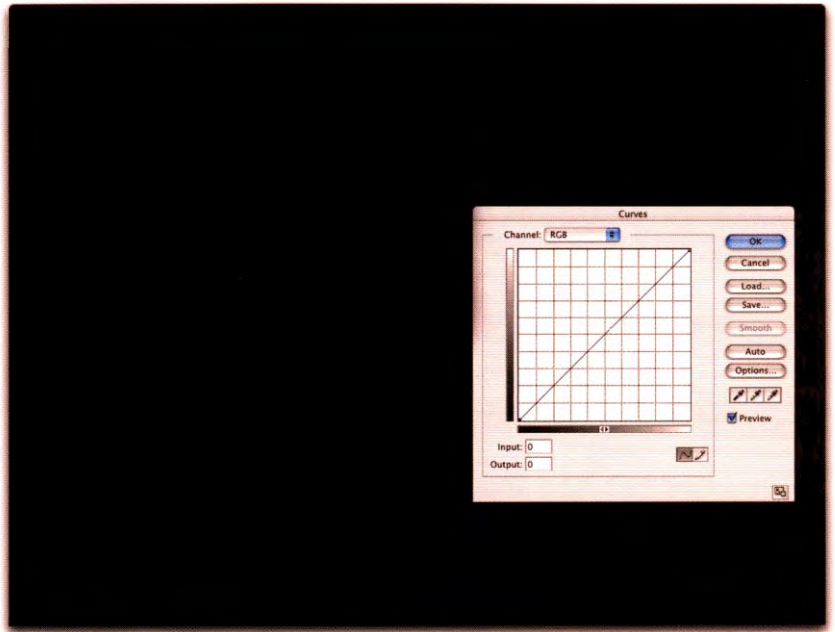 Curves
Channel: RGB
OK
Cancel
Load...
Save...
Smooth
Auto
Options...
Preview
Input: 0
Output: 0